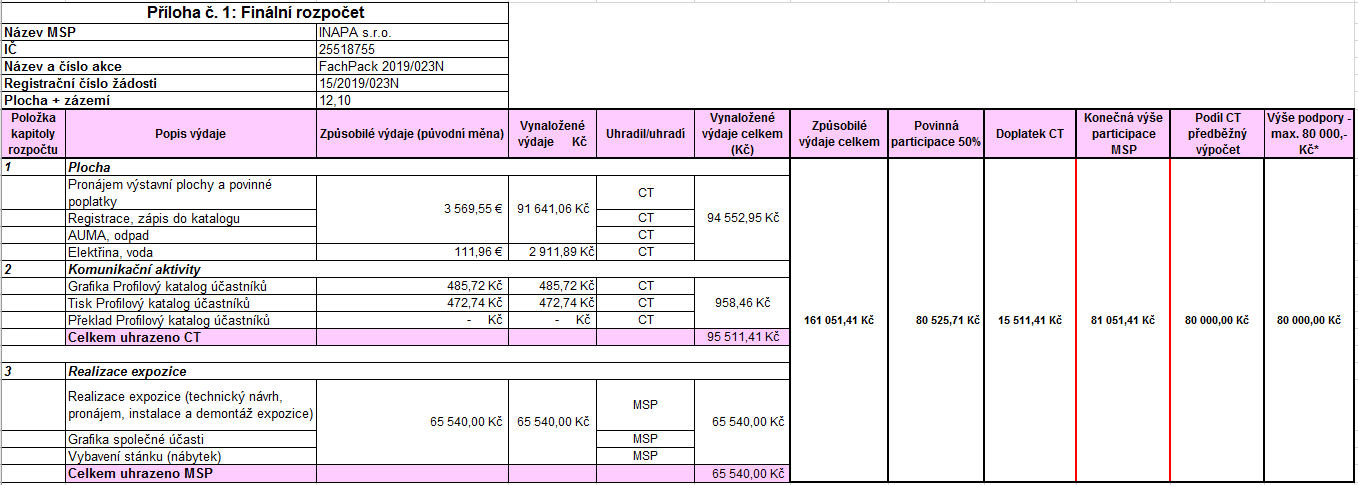 Příloha č. 1: Finální rozpočet
Název MSP INAPA s.r.o.
IČ 25518755
Název a číslo akce FachPack 2019/023N
Registrační číslo žádosti 15/2019/023N
Plocha + zázemí 12,10
Položka kapitoly rozpočtu Popis výdaje Způsobilé výdaje (původní měna) Vynaložené výdaje Kč Uhradil/uhradí Vynaložené výdaje celkem (Kč) Způsobilé výdaje celkem Povinná participace 50% Doplatek CT Konečná výše participace MSP Podíl CT předběžný výpočet Výše podpory - max. 80 000,- Kč*
1 Plocha
Pronájem výstavní plochy a povinné
poplatky CT
3 569,55 € 91 641,06 Kč
Registrace, zápis do katalogu CT 94 552,95 Kč
AUMA, odpad CT
Elektřina, voda 111,96 € 2 911,89 Kč CT
2 Komunikační aktivity
Grafika Profilový katalog účastníků 485,72 Kč 485,72 Kč CT
Tisk Profilový katalog účastníků 472,74 Kč 472,74 Kč CT 958,46 Kč
Překlad Profilový katalog účastníků - Kč - Kč CT
161 051,41 Kč 80 525,71 Kč 15 511,41 Kč 81 051,41 Kč 80 000,00 Kč 80 000,00 Kč
Celkem uhrazeno CT 95 511,41 Kč
3 Realizace expozice
Realizace expozice (technický návrh,
pronájem, instalace a demontáž expozice) MSP
65 540,00 Kč 65 540,00 Kč 65 540,00 Kč
Grafika společné účasti MSP
Vybavení stánku (nábytek) MSP
Celkem uhrazeno MSP 65 540,00 Kč